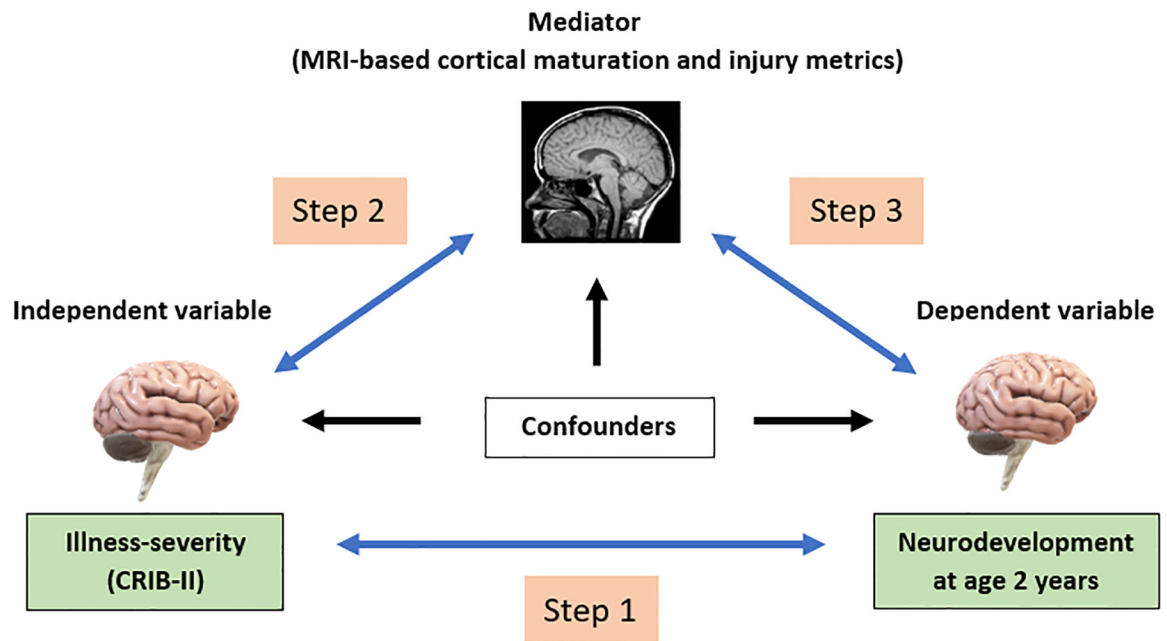 Mediator
(MRI-based cortical maturation and injury metrics)
Step 2
Step 3
Independent variable
Dependent variable
Confounders
Illness-severity
(CRIB-II)
Neurodevelopment
at age 2 years
Step 1